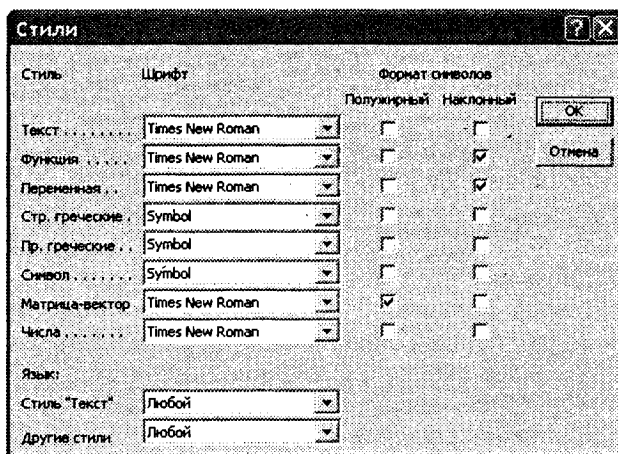 Стили
Стиль Шрифт Формат символов
Полужирный Наклонный
OK
Текст . . . . . . . . Times New Roman
Функция . . . . . Times New Roman
Отмена
Переменная . . Times New Roman
Стр. греческие . Symbol
Пр. греческие . . Symbol
Символ . . . . . . . Symbol
Матрица-вектор Times New Roman
Числа . . . . . . . Times New Roman
Язык:
Стиль "Текст" Любой
Другие стили Любой